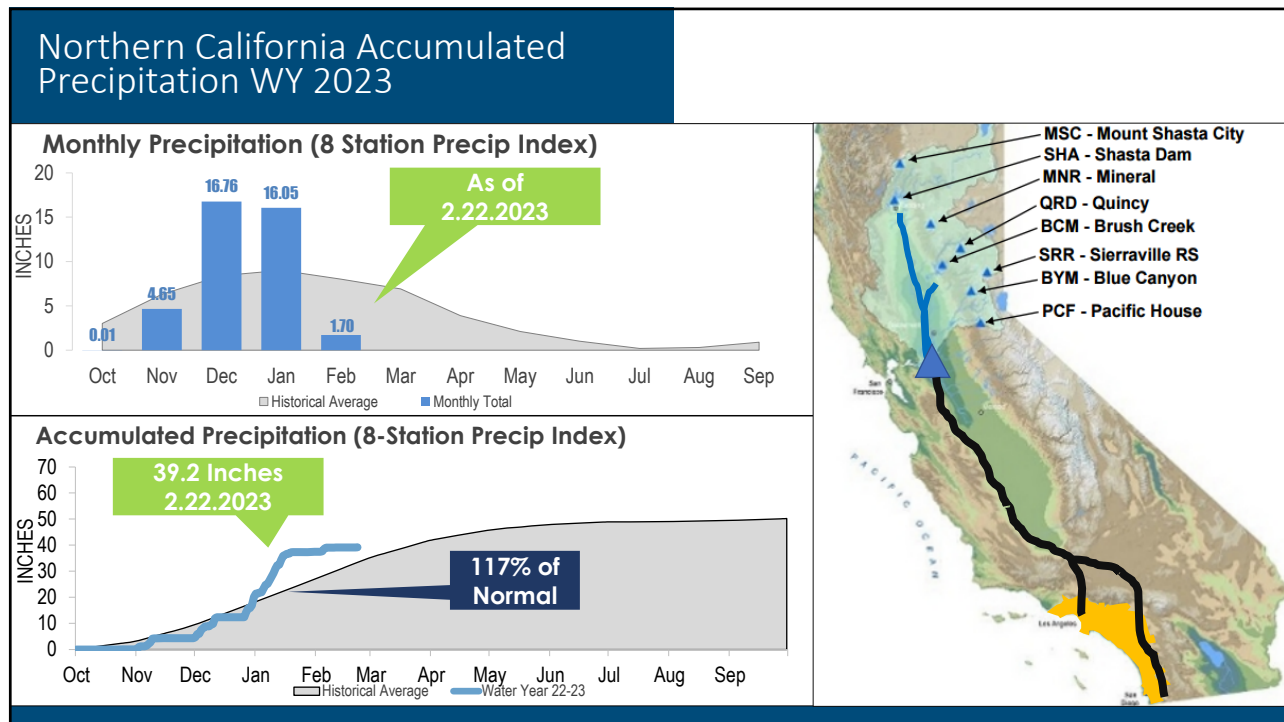 Northern California Accumulated
Precipitation WY 2023
Monthly Precipitation (8 Station Precip Index)
As of
2.22.2023
INCHES
20
15
10
5
0
0.01
4.65
16.76
16.05
1.70
Oct Nov Dec Jan Feb Mar Apr May Jun Jul Aug Sep
Historical Average Monthly Total
Accumulated Precipitation (8-Station Precip Index)
39.2 Inches
2.22.2023
117% of
Normal
INCHES
70
60
50
40
30
20
10
0
Oct Nov Dec Jan Feb Mar Apr May Jun Jul Aug Sep
Historical Average Water Year 22-23
MSC - Mount Shasta City
SHA - Shasta Dam
MNR - Mineral
QRD - Quincy
BCM - Brush Creek
SRR - Sierraville RS
BYM - Blue Canyon
PCF - Pacific House
San
Francisco
PACIFIC OCEAN
Los Angeles
San